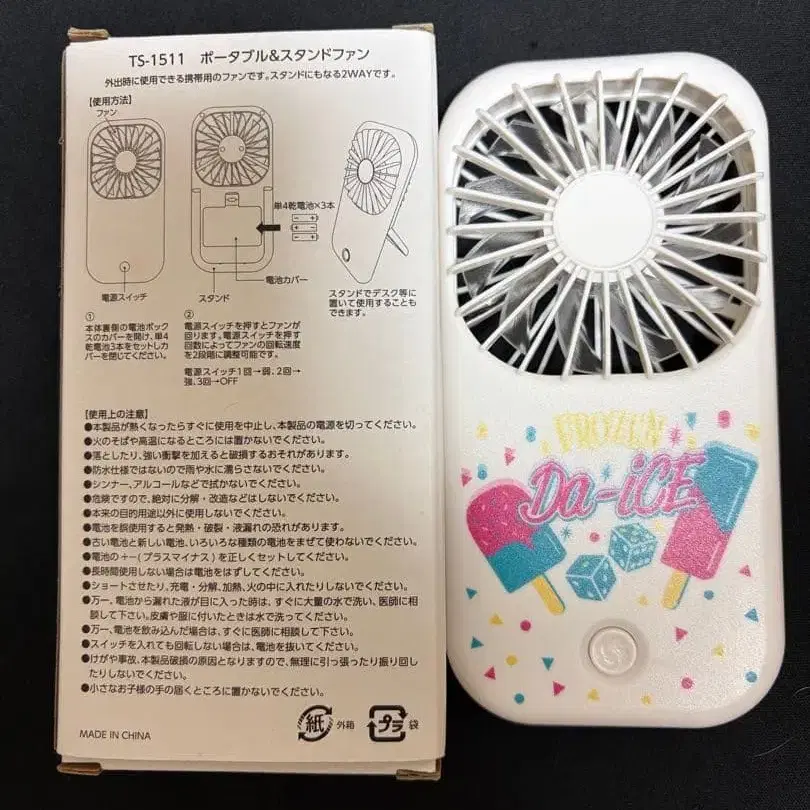 TS-1511　ポータブル&スタンドファン
外出時に使用できる携帯用のファンです。スタンドにもなる2WAYです。
【使用方法】
ファン
単4乾電池×3本
電池カバー
電源スイッチ
スタンド
スタンドでデスク等に
置いて使用することも
できます。
①
本体裏側の電池ボック
スのカバーを開け、単4
乾電池3本をセットしカ
バーを閉じてください。
②
電源スイッチを押すとファンが
回ります。電源スイッチを押す
回数によってファンの回転速度
を2段階に調整可能です。
電源スイッチ1回→弱、2回→
強、3回→OFF
【使用上の注意】
●本製品が熱くなったらすぐに使用を中止し、本製品の電源を切ってください。
●火のそばや高温になるところには置かないでください。
●落としたり、強い衝撃を加えると破損するおそれがあります。
●防水仕様ではないので雨や水に濡らさないでください。
●シンナー、アルコールなどで拭かないでください。
●危険ですので、絶対に分解・改造などはしないでください。
●本来の目的用途以外に使用しないでください。
●電池を誤使用すると発熱・破裂・液漏れの恐れがあります。
●古い電池と新しい電池、いろいろな種類の電池をまぜて使わないでください。
●電池の+-(プラスマイナス)を正しくセットしてください。
●長時間使用しない場合は電池をはずしてください。
●ショートさせたり、充電・分解、加熱、火の中に入れたりしないでください。
●万一、電池から漏れた液が目に入った時は、すぐに大量の水で洗い、医師に相
談して下さい。皮膚や服に付いたときは水で洗ってください。
●万一、電池を飲み込んだ場合は、すぐに医師に相談して下さい。
●スイッチを入れても回転しない場合は、電池を抜いてください。
●けがや事故、本製品破損の原因となりますので、無理に引っ張ったり振り回し
たりしないでください。
●小さなお子様の手の届くところに置かないでください。
MADE IN CHINA
紙
外箱
プラ
袋
FROZEN
Da-iCE